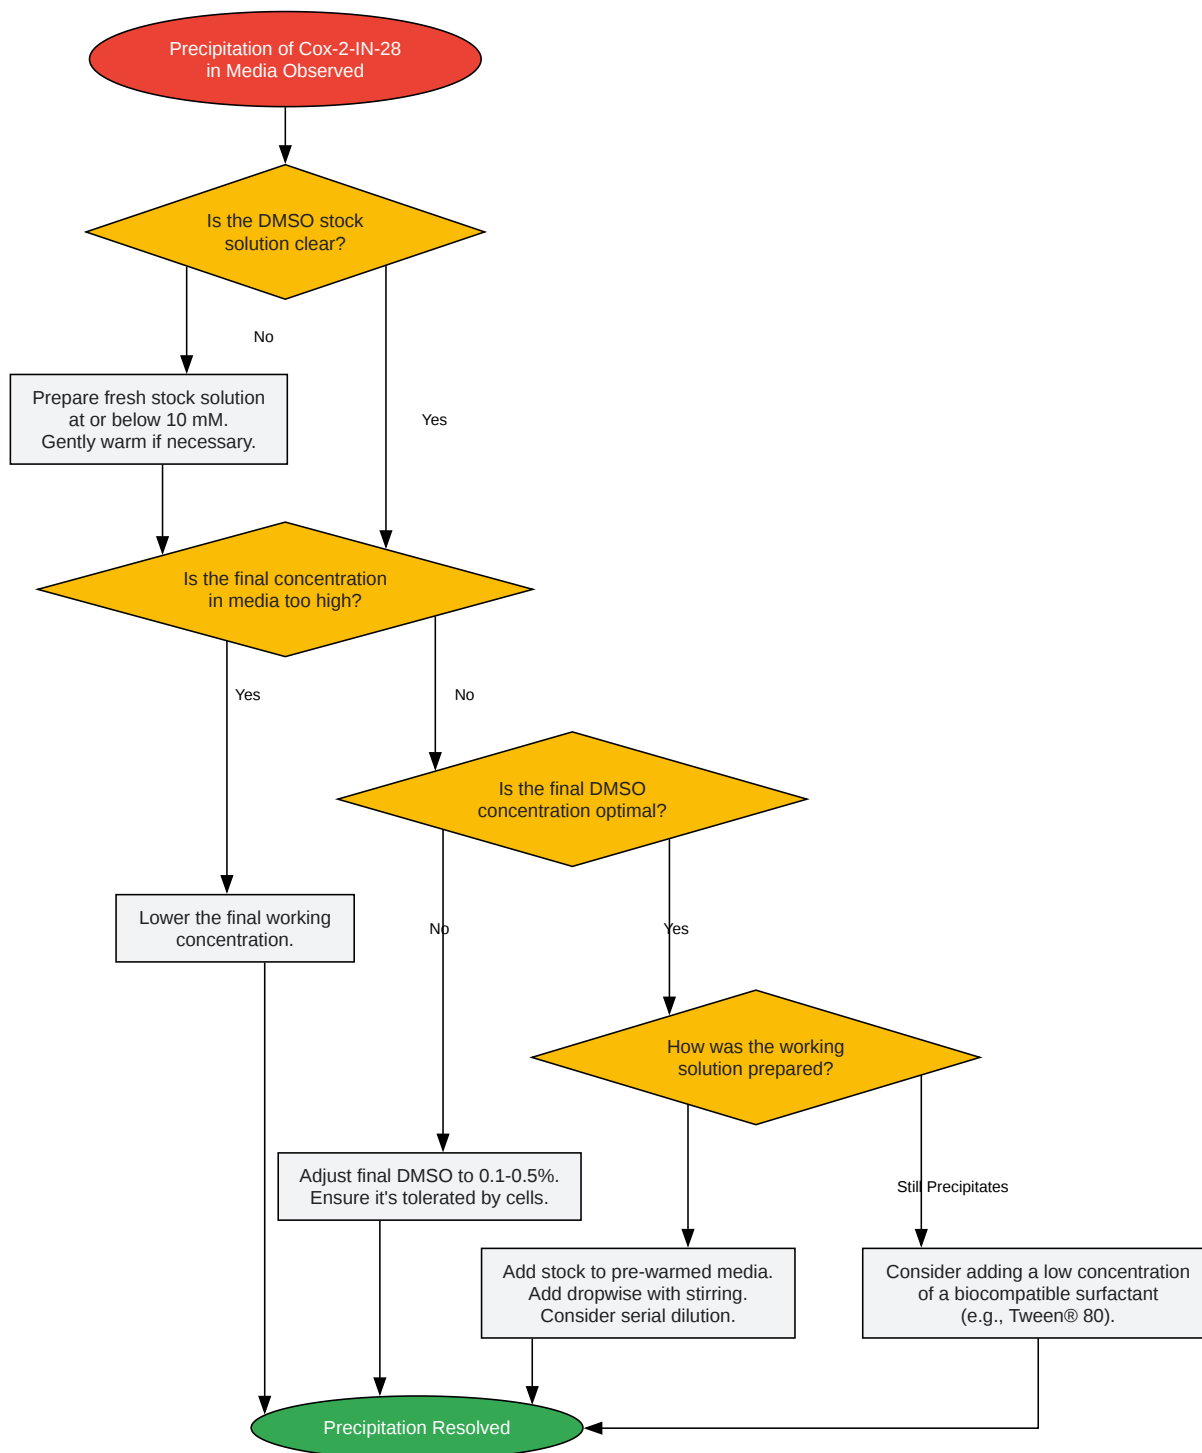 Precipitation of Cox-2-IN-28
in Media Observed
Is the DMSO stock
solution clear?
No
Prepare fresh stock solution
at or below 10 mM.
Gently warm if necessary.
Yes
Is the final concentration
in media too high?
Yes
No
Is the final DMSO
concentration optimal?
Lower the final working
concentration.
No
Yes
How was the working
solution prepared?
Adjust final DMSO to 0.1-0.5%.
Ensure it's tolerated by cells.
Still Precipitates
Add stock to pre-warmed media.
Add dropwise with stirring.
Consider serial dilution.
Consider adding a low concentration
of a biocompatible surfactant
(e.g., Tween® 80).
Precipitation Resolved